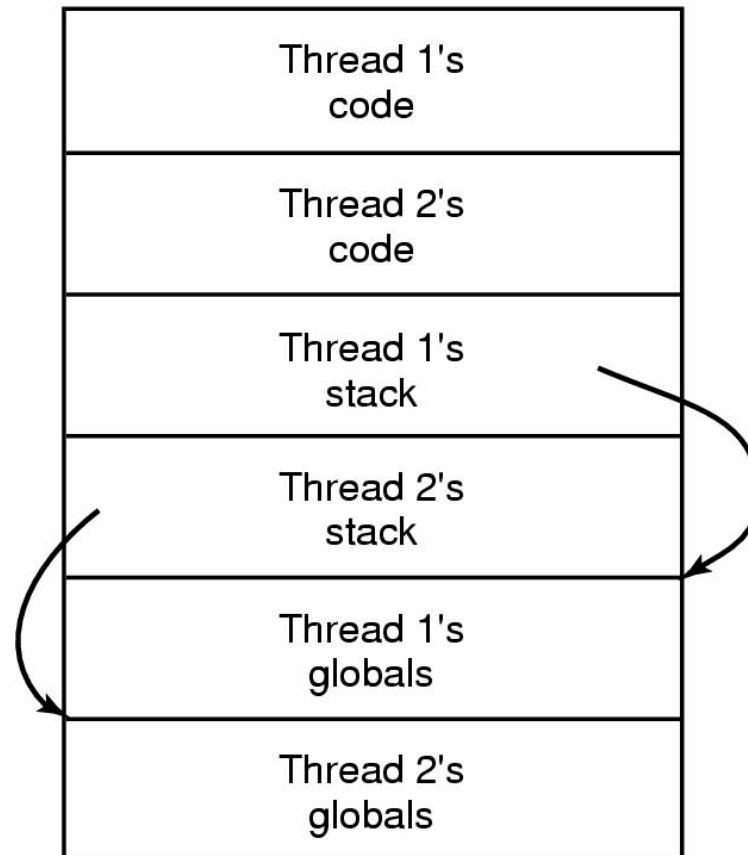 Thread 1's
code
Thread 2's
code
Thread 1's
stack
Thread 2's
stack
Thread 1's
globals
Thread 2's
globals